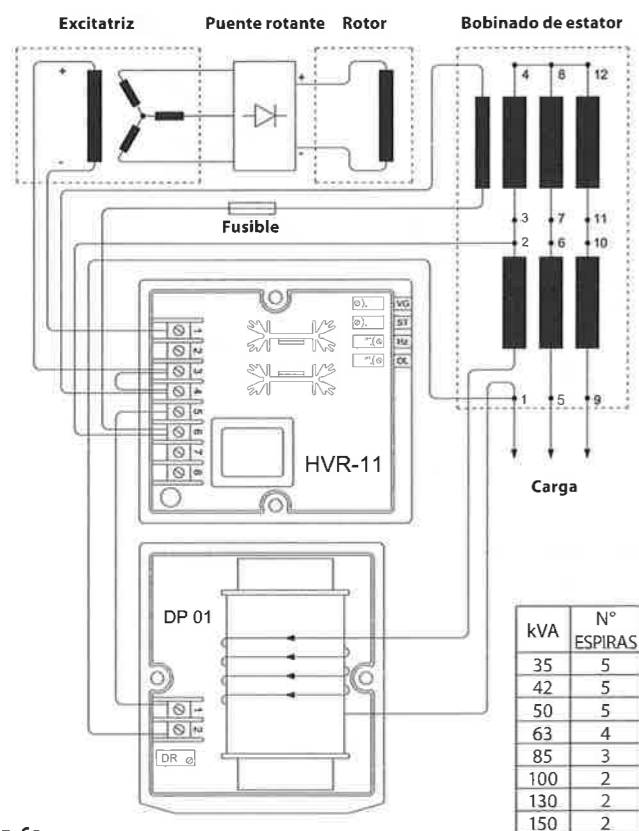 Excitatriz Puente rotante Rotor Bobinado de estator
+ + 4 8 12
- -
3 7 11
Fusible
2 6 10
VG
ST
Hz
OL
1
2
3
4
5
6
7
8
HVR-11
1 5 9
Carga
DP 01
1
2
DR
kVA N° ESPIRAS
35 5
42 5
50 5
63 4
85 3
100 2
130 2
150 2